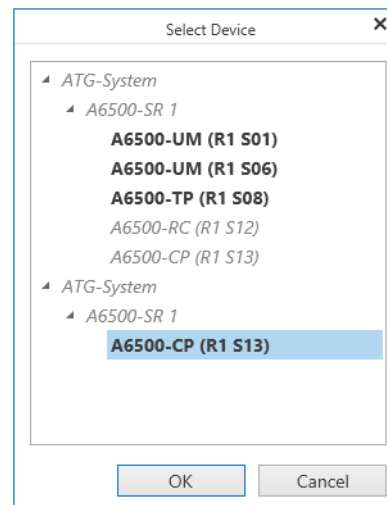 Select Device
ATG-System
A6500-SR 1
A6500-UM (R1 S01)
A6500-UM (R1 S06)
A6500-TP (R1 S08)
A6500-RC (R1 S12)
A6500-CP (R1 S13)
ATG-System
A6500-SR 1
A6500-CP (R1 S13)
OK Cancel